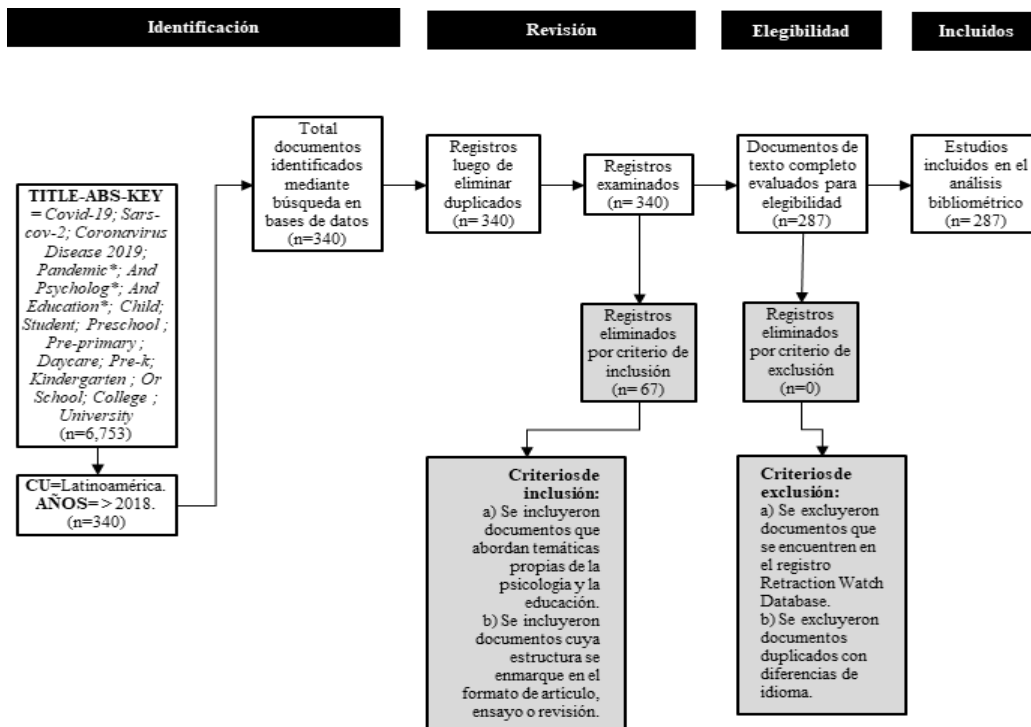 Identificación
Revisión
Elegibilidad
Incluidos
TITLE-ABS-KEY
= Covid-19; Sars-
cov-2; Coronavirus
Disease 2019;
Pandemic*; And
Psycholog*; And
Education*; Child;
Student; Preschool ;
Pre-primary ;
Daycare; Pre-k;
Kindergarten ; Or
School; College ;
University
(n=6,753)
CU=Latinoamérica.
AÑOS= > 2018.
(n=340)
Total
documentos
identificados
mediante
búsqueda en
bases de datos
(n=340)
Registros
luego de
eliminar
duplicados
(n= 340)
Registros
examinados
(n= 340)
Documentos de
texto completo
evaluados para
elegibilidad
(n=287)
Estudios
incluidos en el
análisis
bibliométrico
(n= 287)
Registros
eliminados
por criterio de
inclusión
(n= 67)
Registros
eliminados
por criterio de
exclusión
(n=0)
Criterios de
inclusión:
a) Se incluyeron
documentos que
abordan temáticas
propias de la
psicología y la
educación.
b) Se incluyeron
documentos cuya
estructura se
enmarque en el
formato de artículo,
ensayo o revisión.
Criterios de
exclusión:
a) Se excluyeron
documentos que
se encuentren en
el registro
Retraction Watch
Database.
b) Se excluyeron
documentos
duplicados con
diferencias de
idioma.